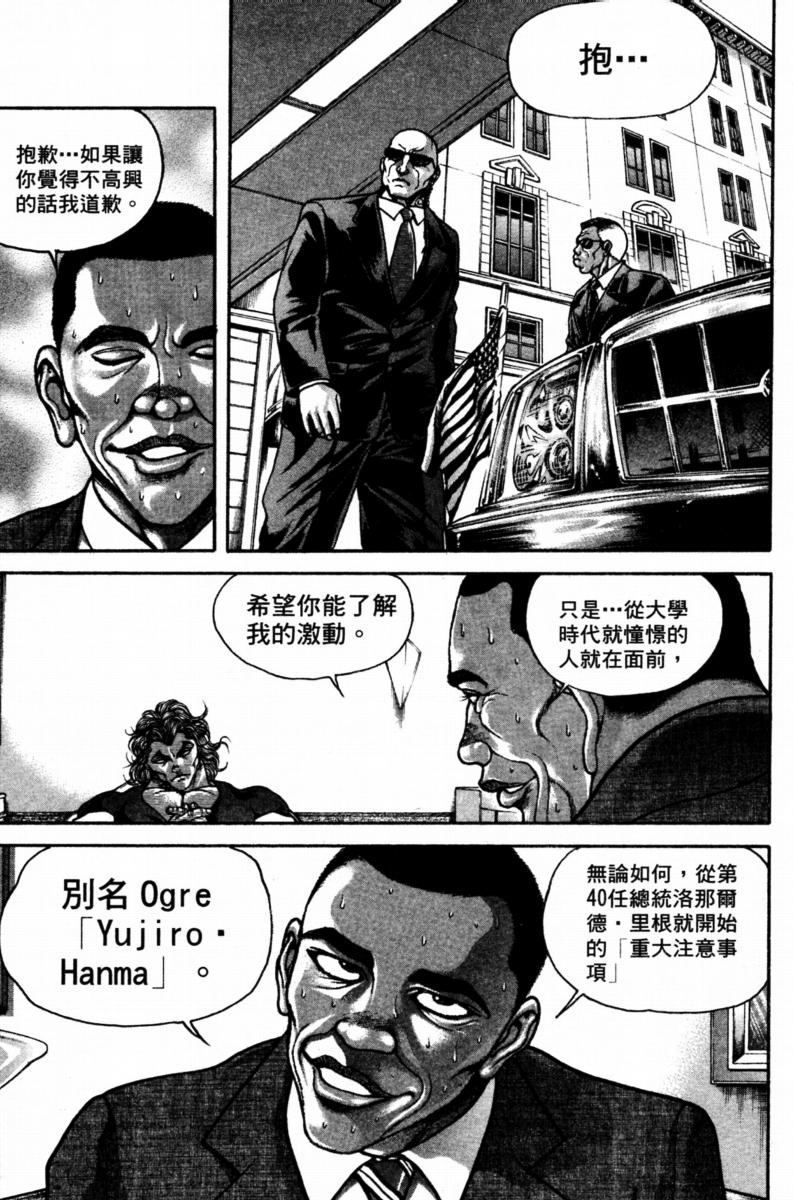 抱…
抱歉…如果讓
你覺得不高興
的話我道歉。
只是…從大學
時代就憧憬的
人就在面前，
希望你能了解
我的激動。
無論如何，從第
40任總統洛那爾
德·里根就開始
的「重大注意事
項」
別名 Ogre
「Yujiro·
Hanma」。